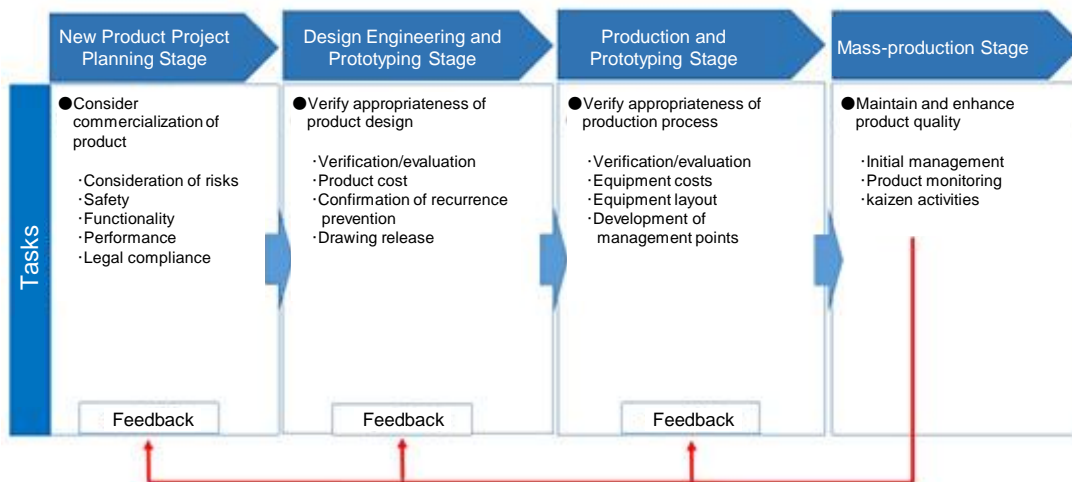 New Product Project
Planning Stage
Design Engineering and
Prototyping Stage
Production and
Prototyping Stage
Mass-production Stage
Tasks
●Consider
commercialization of
product
·Consideration of risks
·Safety
·Functionality
·Performance
·Legal compliance
Feedback
●Verify appropriateness of
product design
·Verification/evaluation
·Product cost
·Confirmation of recurrence
prevention
·Drawing release
Feedback
●Verify appropriateness of
production process
·Verification/evaluation
·Equipment costs
·Equipment layout
·Development of
management points
Feedback
●Maintain and enhance
product quality
·Initial management
·Product monitoring
·kaizen activities